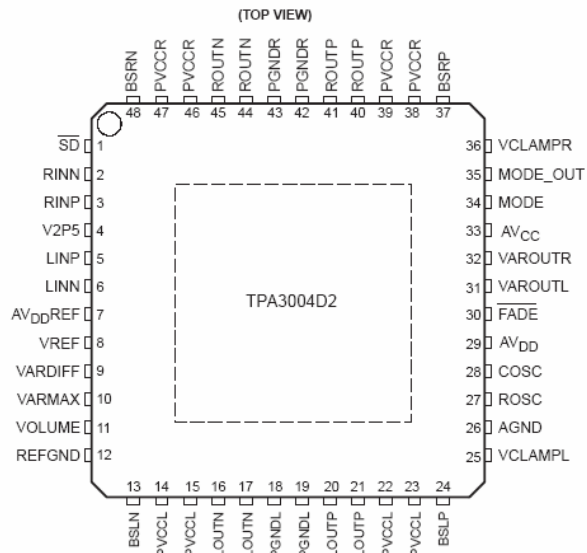 (TOP VIEW)
BSRN
PVCCR
PVCCR
ROUTN
ROUTN
PGNDR
PGNDR
ROUTP
ROUTP
PVCCR
PVCCR
BSRP
48 47 46 45 44 43 42 41 40 39 38 37
SD 1
RINN 2
RINP 3
V2P5 4
LINP 5
LINN 6
AVDDREF 7
VREF 8
VARDIFF 9
VARMAX 10
VOLUME 11
REFGND 12
TPA3004D2
36 VCLAMPR
35 MODE_OUT
34 MODE
33 AVCC
32 VAROUTR
31 VAROUTL
30 FADE
29 AVDD
28 COSC
27 ROSC
26 AGND
25 VCLAMPL
13 14 15 16 17 18 19 20 21 22 23 24
BSLN
PVCCL
PVCCL
LOUTN
LOUTN
PGNDL
PGNDL
LOUTP
LOUTP
PVCCL
PVCCL
BSLP